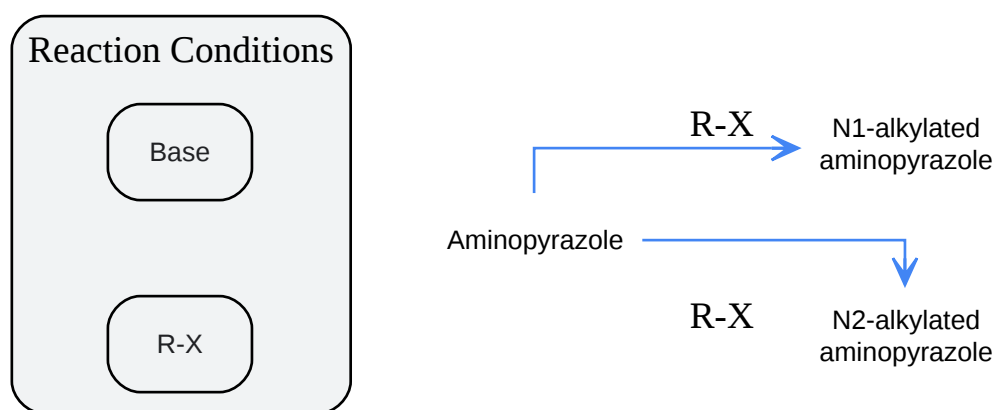 Reaction Conditions
Base
R-X
R-X
N1-alkylated
aminopyrazole
Aminopyrazole
R-X
N2-alkylated
aminopyrazole